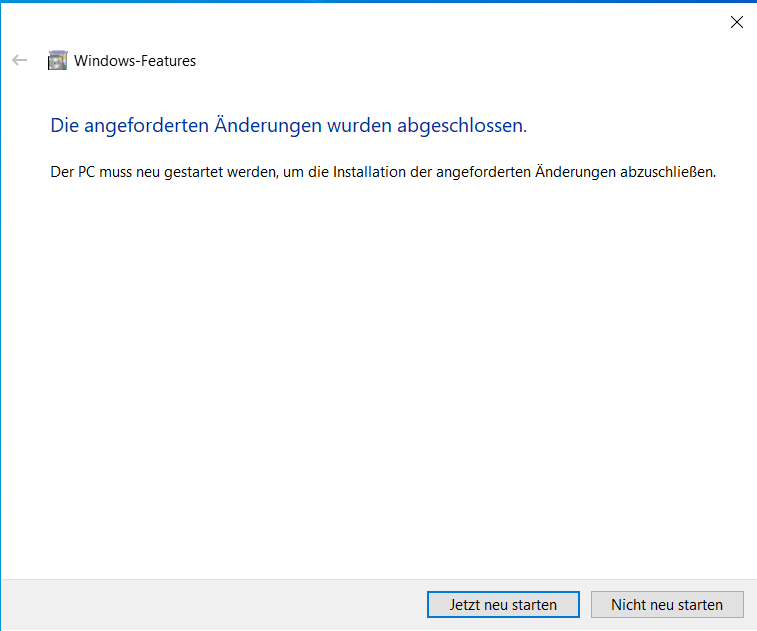 Windows-Features
Die angeforderten Änderungen wurden abgeschlossen.
Der PC muss neu gestartet werden, um die Installation der angeforderten Änderungen abzuschließen.
Jetzt neu starten
Nicht neu starten